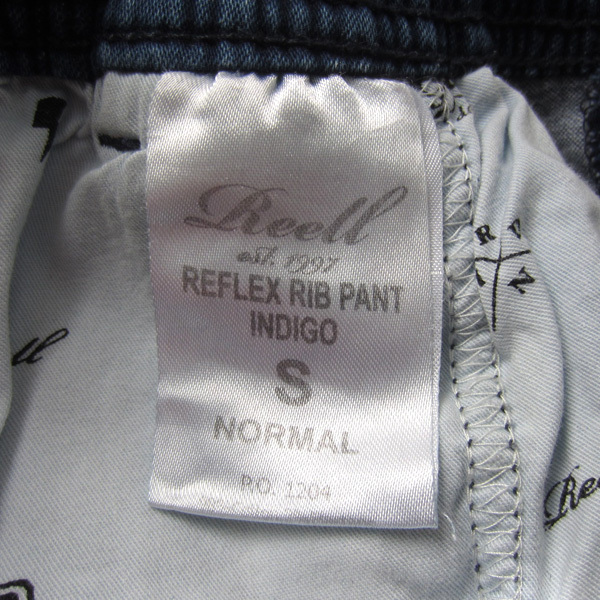 Reell
est. 1997
REFLEX RIB PANT
INDIGO
S
NORMAL
P.O. 1204